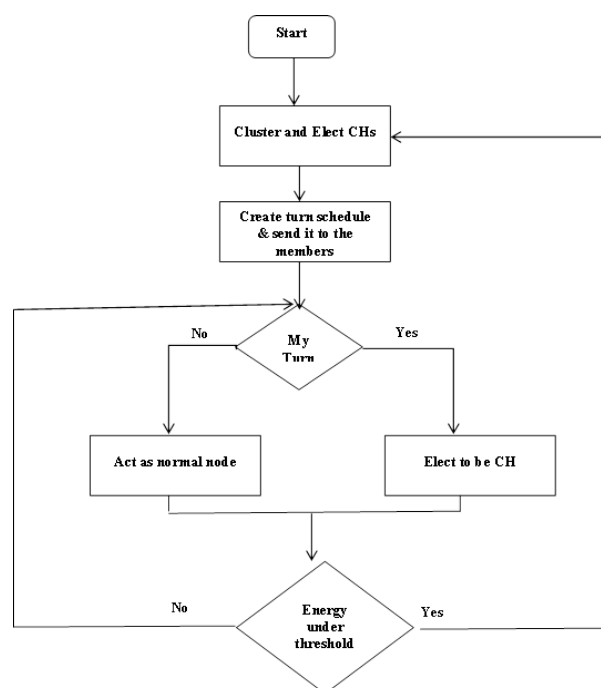 Start
Cluster and Elect CHs
Create turn schedule
& send it to the
members
No
My
Turn
Yes
Act as normal node
Elect to be CH
No
Energy
under
threshold
Yes